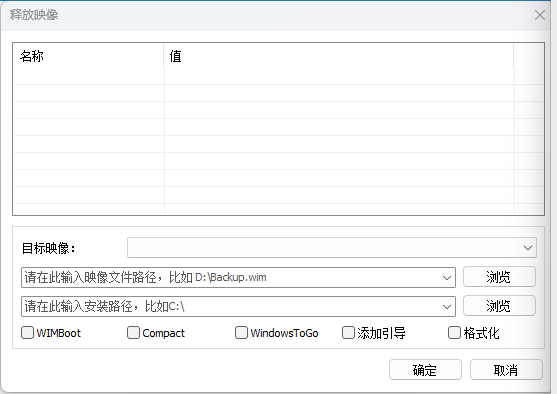 释放映像
名称 值
目标映像：
请在此输入映像文件路径，比如 D:\Backup.wim 浏览
请在此输入安装路径，比如C:\ 浏览
WIMBoot Compact WindowsToGo 添加引导 格式化
确定 取消